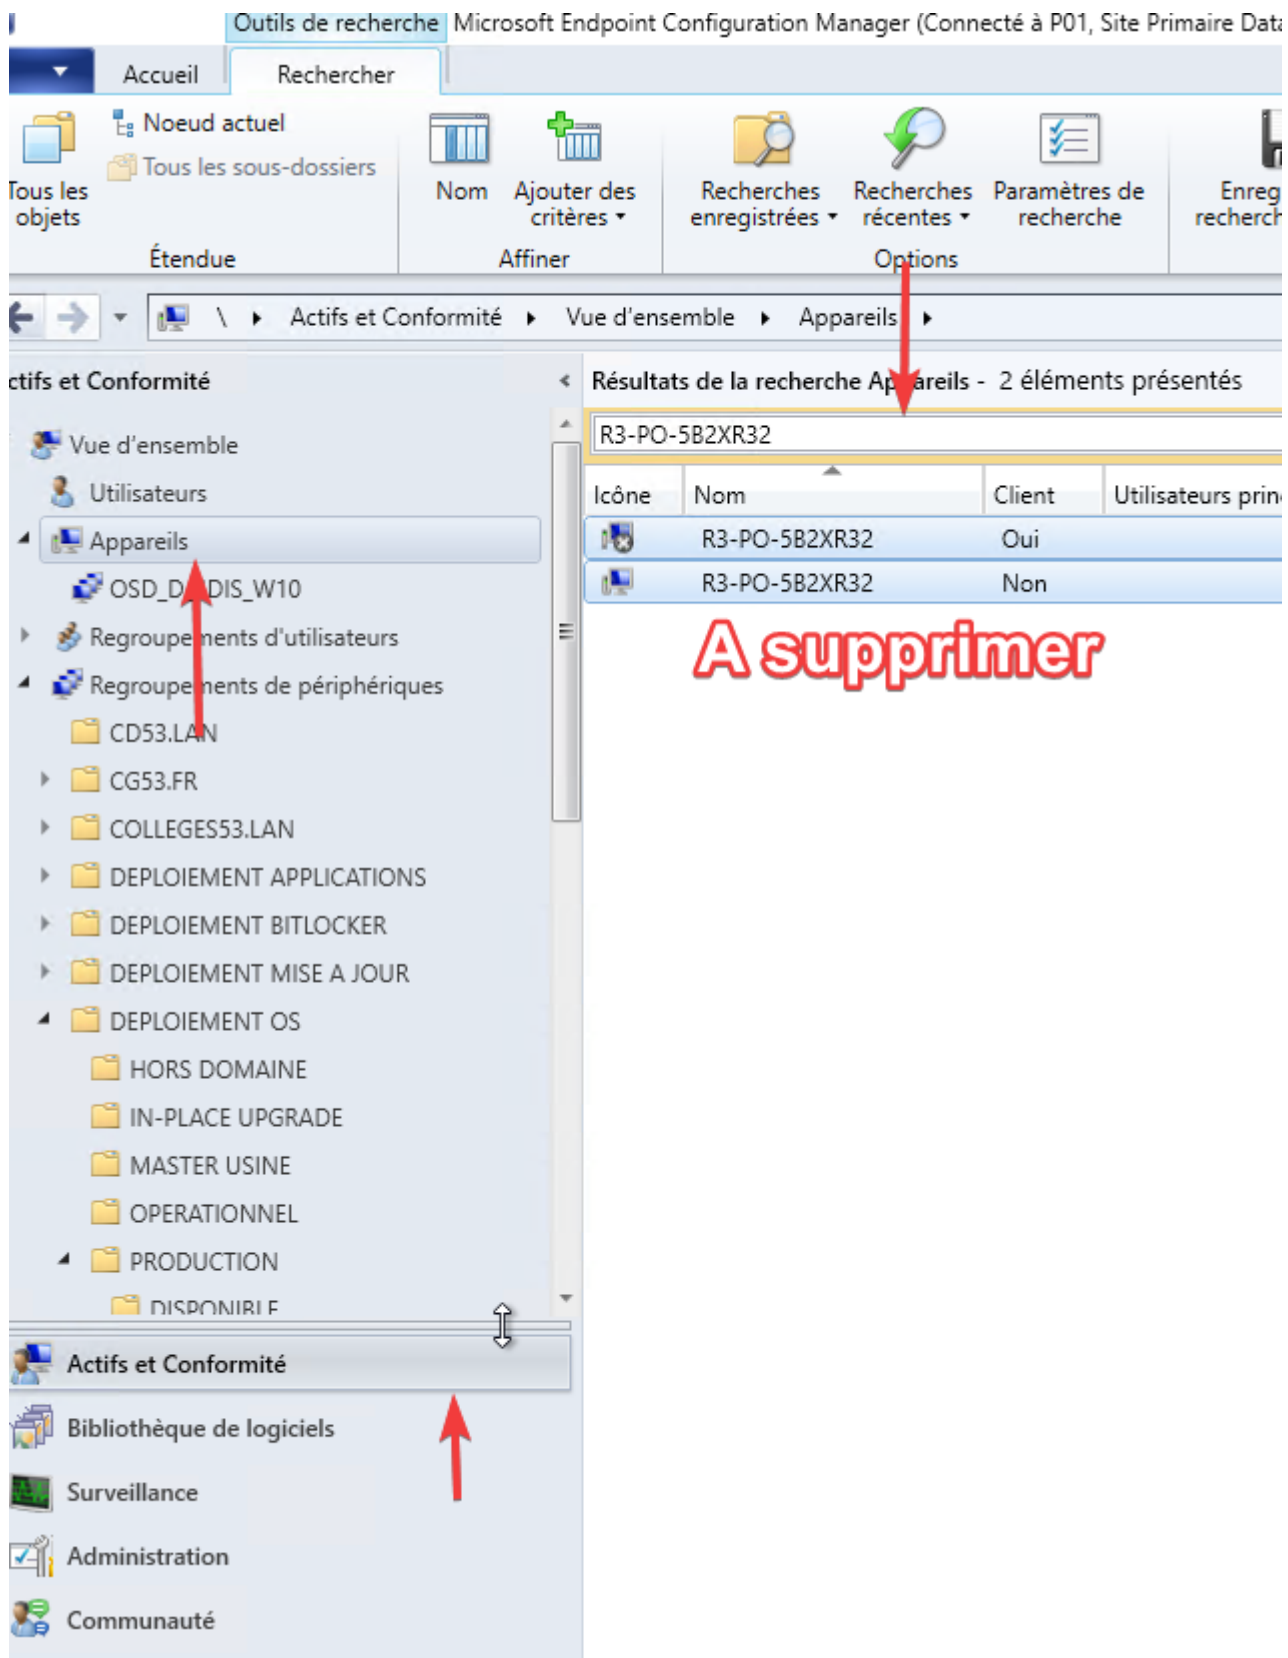 Outils de recherche Microsoft Endpoint Configuration Manager (Connecté à P01, Site Primaire
Accueil Rechercher
Noeud actuel
Tous les sous-dossiers
Tous les objets
Étendue
Nom
Ajouter des critères
Affiner
Recherches enregistrées
Recherches récentes
Paramètres de recherche
Options
\ Actifs et Conformité Vue d'ensemble Appareils
ctifs et Conformité
Vue d'ensemble
Utilisateurs
Appareils
Regroupements d'utilisateurs
Regroupements de périphériques
CD53.LAN
CG53.FR
COLLEGES53.LAN
DEPLOIEMENT APPLICATIONS
DEPLOIEMENT BITLOCKER
DEPLOIEMENT MISE A JOUR
DEPLOIEMENT OS
HORS DOMAINE
IN-PLACE UPGRADE
MASTER USINE
OPERATIONNEL
PRODUCTION
DISPONIBLE
Résultats de la recherche Appareils - 2 éléments présentés
R3-PO-5B2XR32
Icône Nom Client Utilisateurs
R3-PO-5B2XR32 Oui
R3-PO-5B2XR32 Non
A supprimer
Actifs et Conformité
Bibliothèque de logiciels
Surveillance
Administration
Communauté